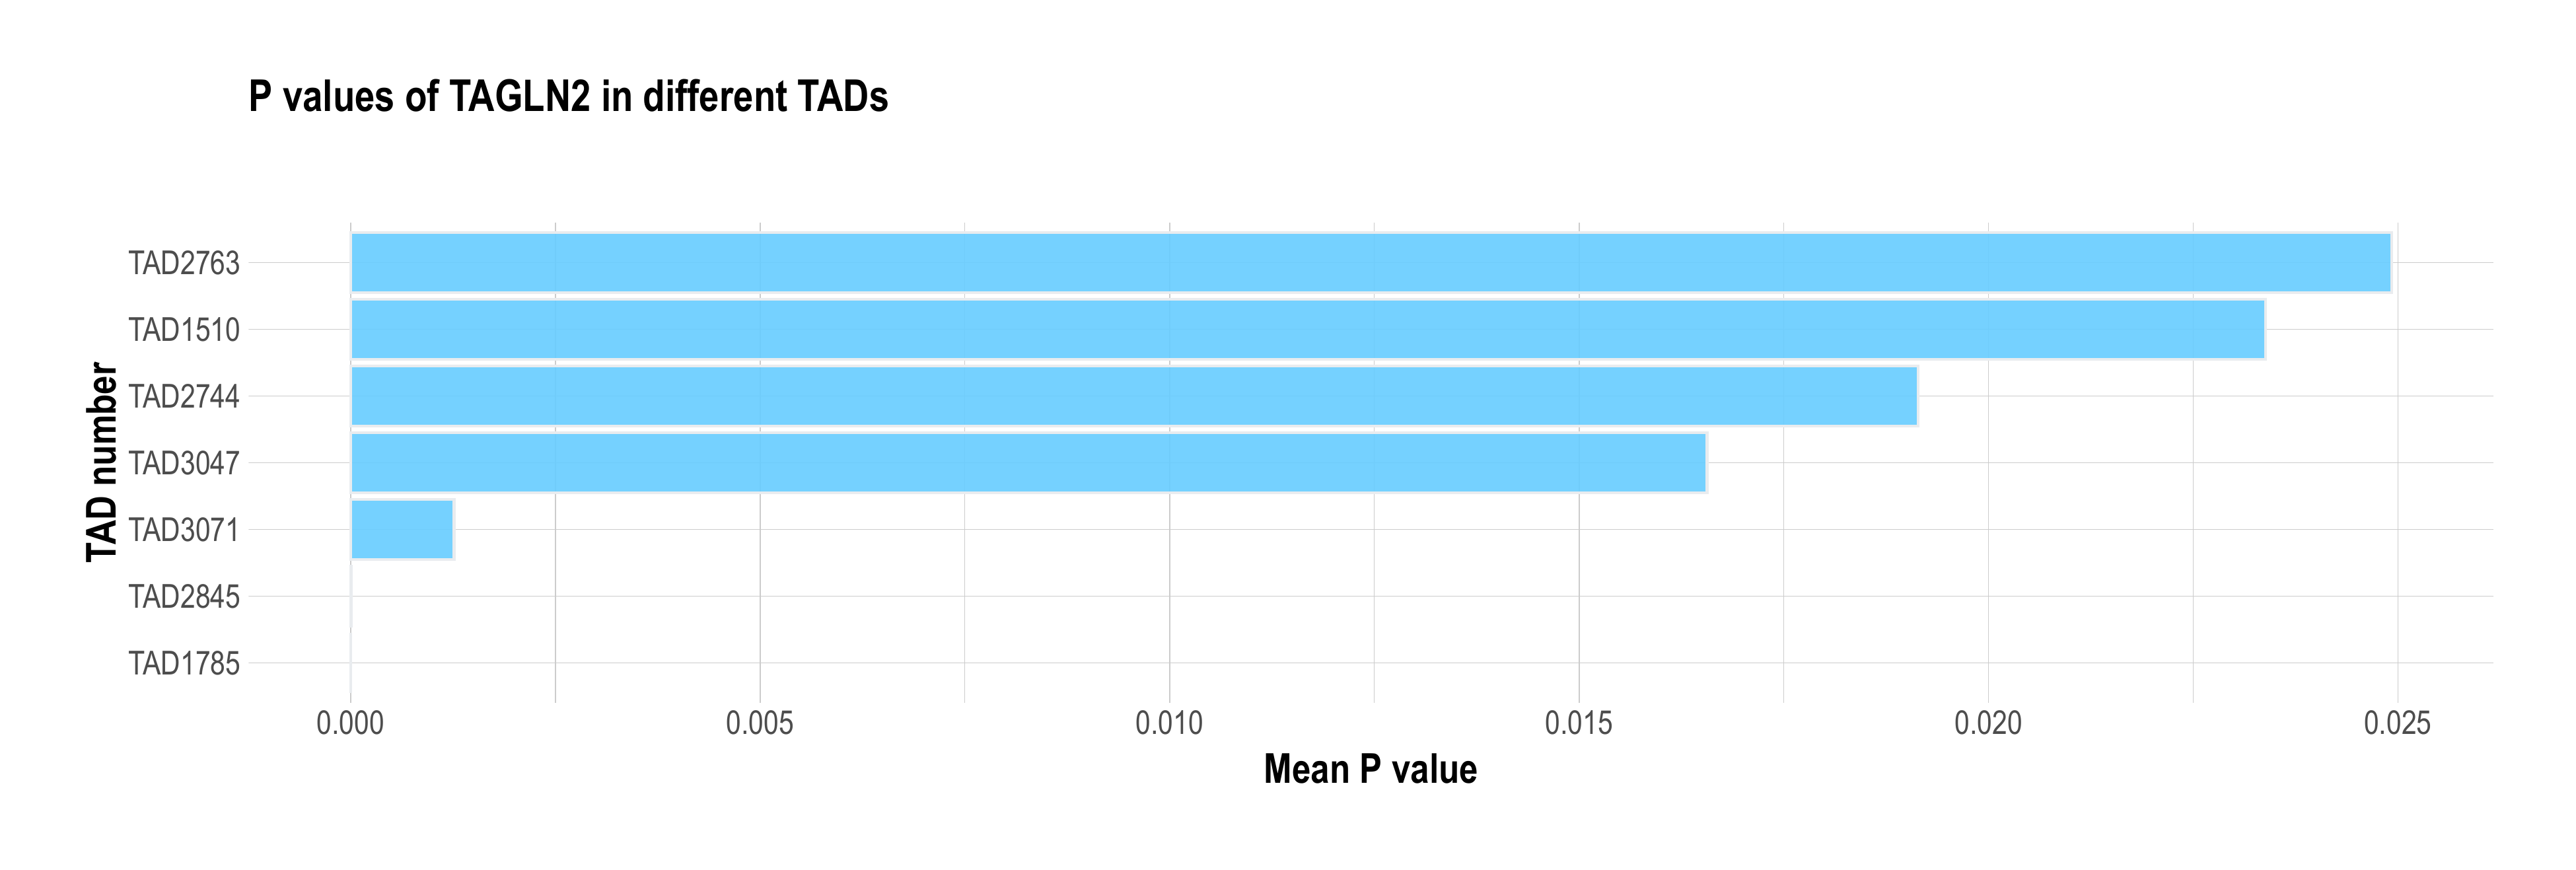 P values of TAGLN2 in different TADs
TAD number
TAD2763
TAD1510
TAD2744
TAD3047
TAD3071
TAD2845
TAD1785
0.000 0.005 0.010 0.015 0.020 0.025
Mean P value